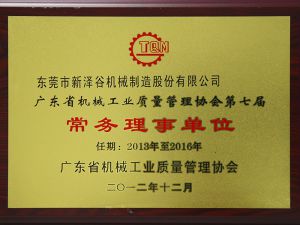 TQM
东莞市新泽谷机械制造股份有限公司
广东省机械工业质量管理协会第七届
常务理事单位
任期：2013年至2016年
广东省机械工业质量管理协会
二〇一二年十二月